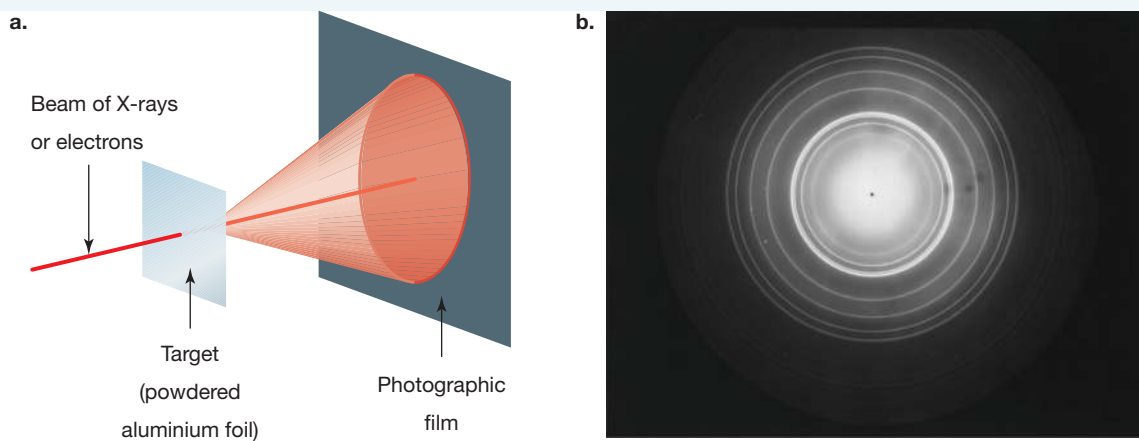 a.
Beam of X-rays
or electrons
Target
(powdered
aluminium foil)
Photographic
film
b.